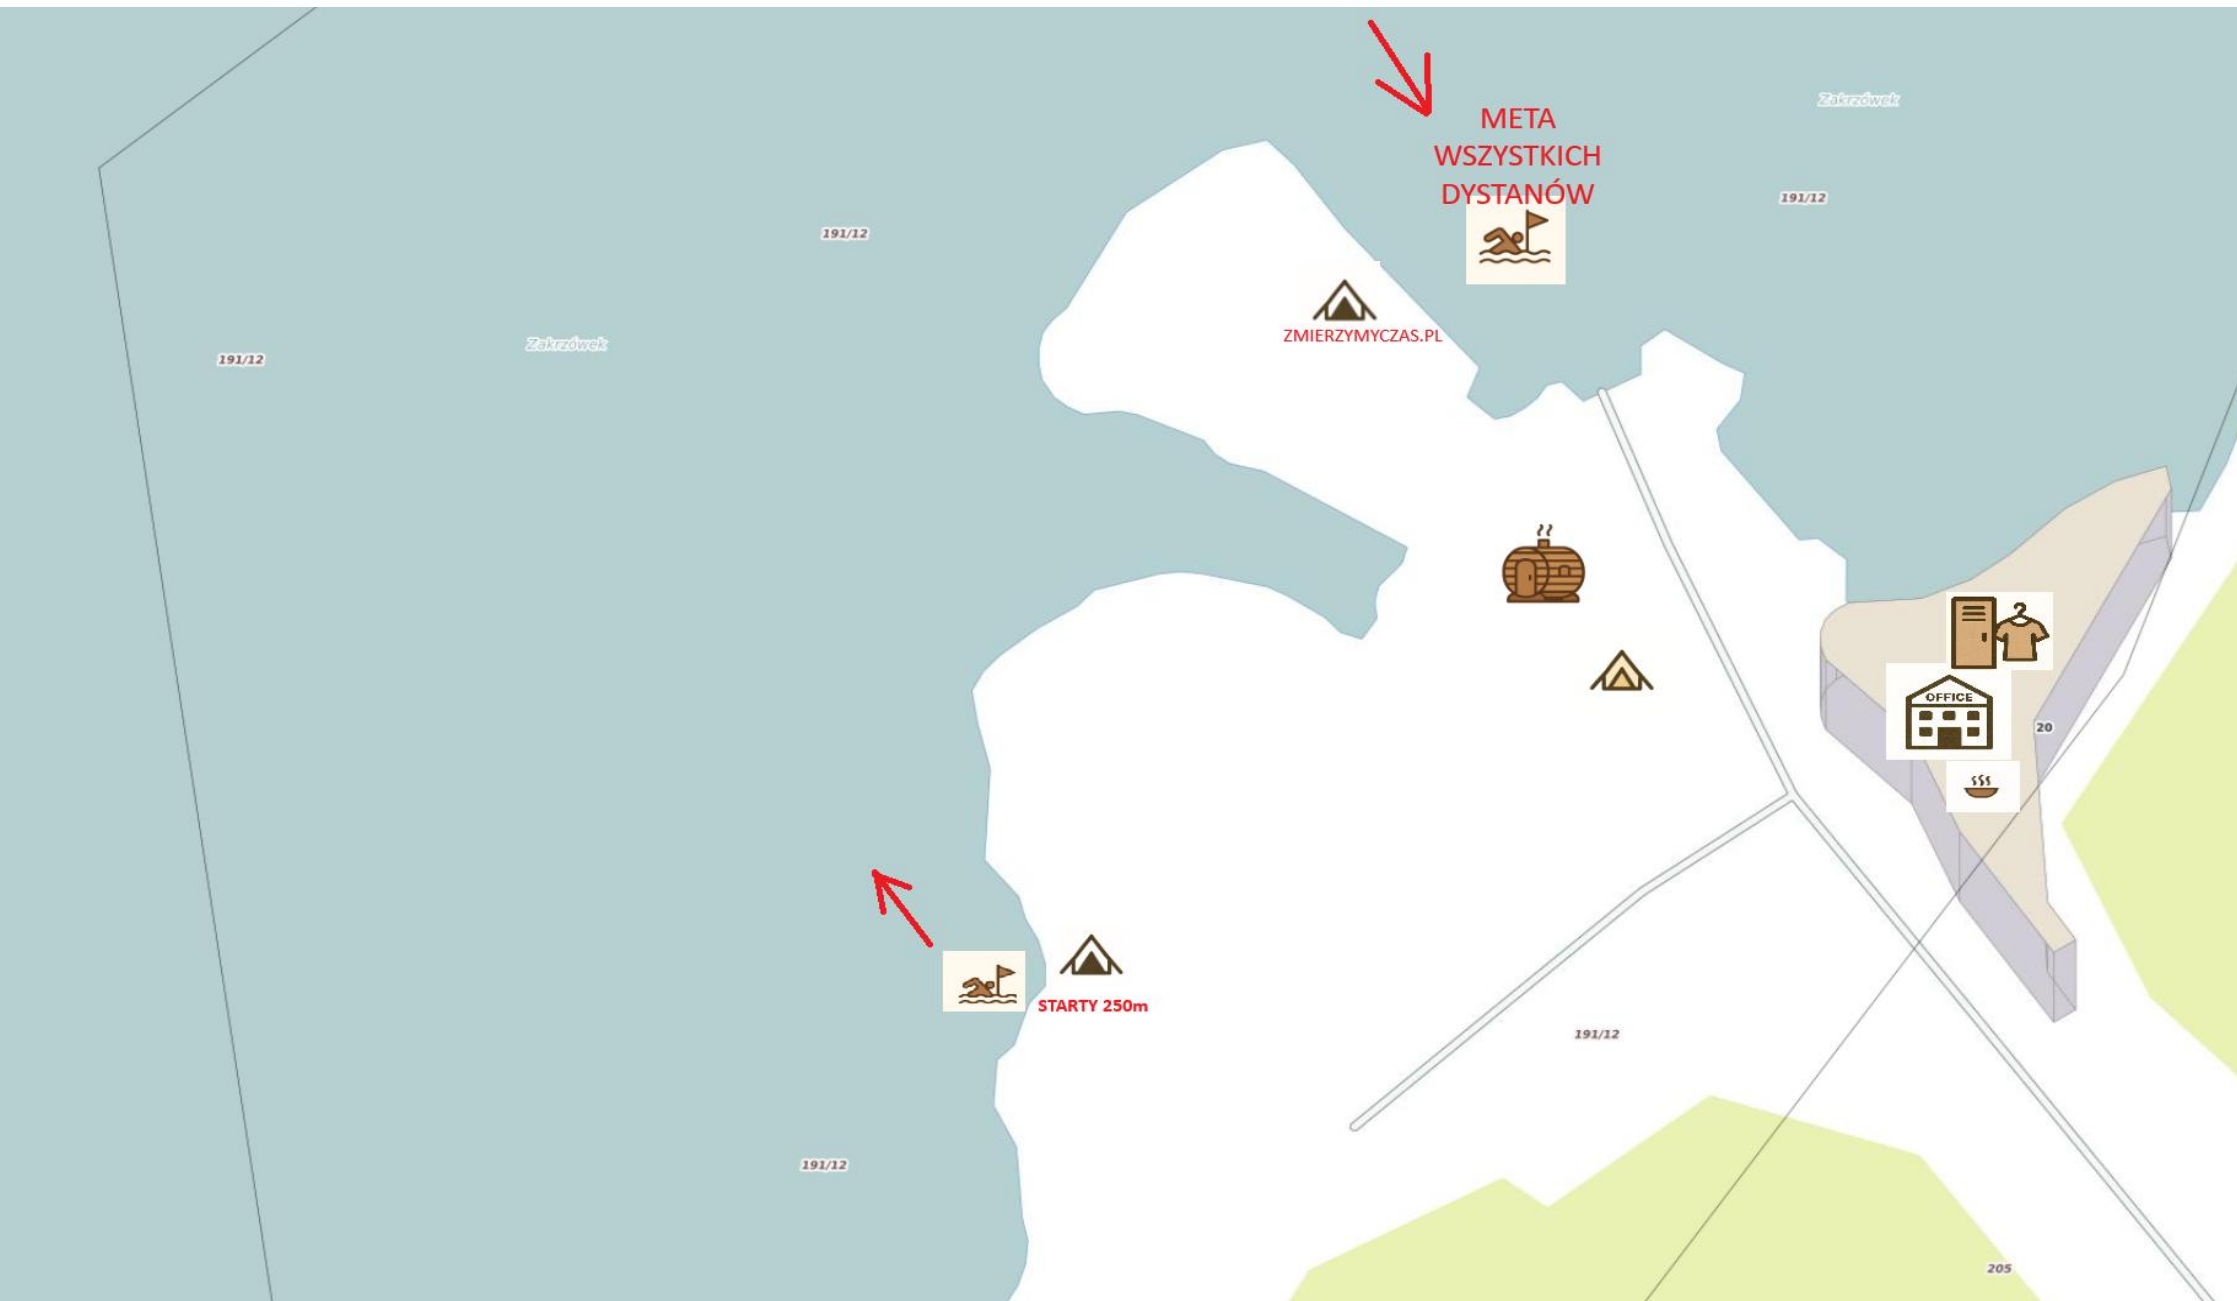 META
WSZYSTKICH
DYSTANÓW
Zakrzówek
191/12
191/12
Zakrzówek
191/12
ZMIERZYMYCZAS.PL
OFFICE
20
STARTY 250m
191/12
191/12
205